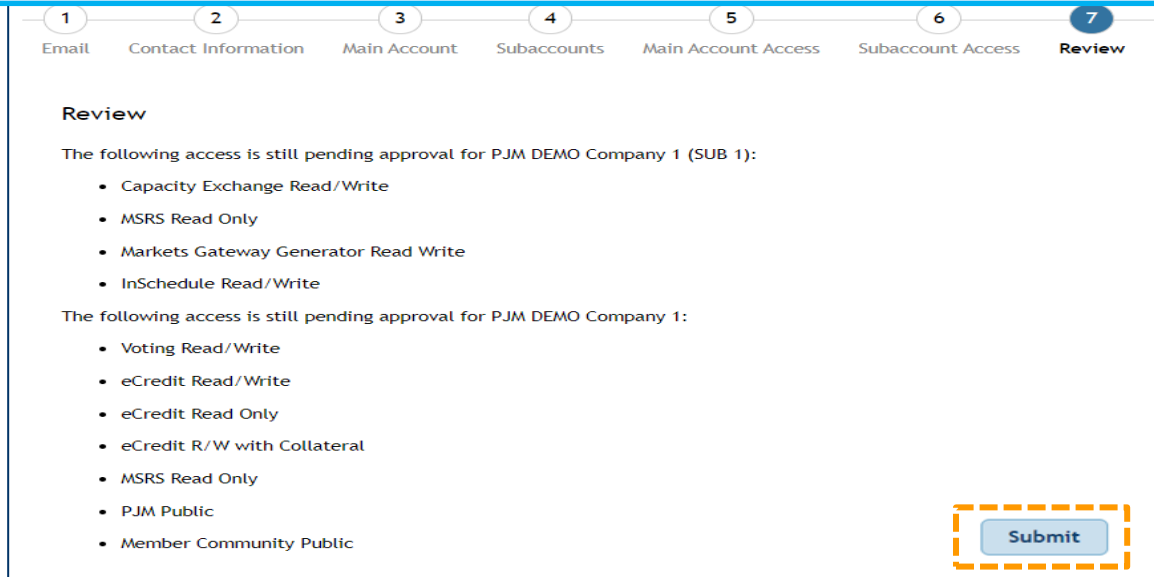 1 2 3 4 5 6 7
Email Contact Information Main Account Subaccounts Main Account Access Subaccount Access Review
Review
The following access is still pending approval for PJM DEMO Company 1 (SUB 1):
• Capacity Exchange Read/Write
• MSRS Read Only
• Markets Gateway Generator Read Write
• InSchedule Read/Write
The following access is still pending approval for PJM DEMO Company 1:
• Voting Read/Write
• eCredit Read/Write
• eCredit Read Only
• eCredit R/W with Collateral
• MSRS Read Only
• PJM Public
• Member Community Public
Submit